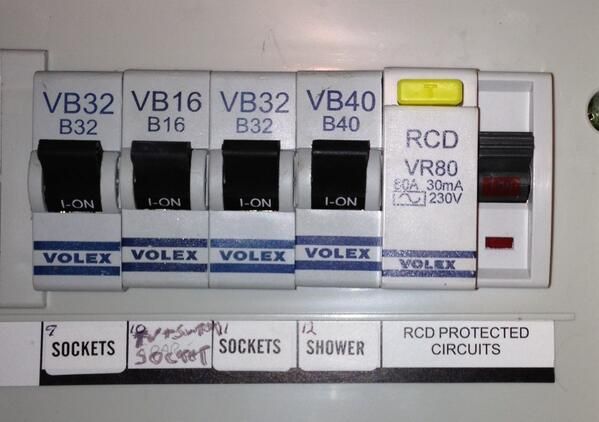 VB32 VB16 VB32 VB40
B32 B16 B32 B40
RCD
VR80
80A 30mA
230V
I-ON I-ON I-ON I-ON
VOLEX VOLEX VOLEX VOLEX VOLEX
9 10 11 12
SOCKETS
SOCKET
SOCKETS
SHOWER
RCD PROTECTED
CIRCUITS